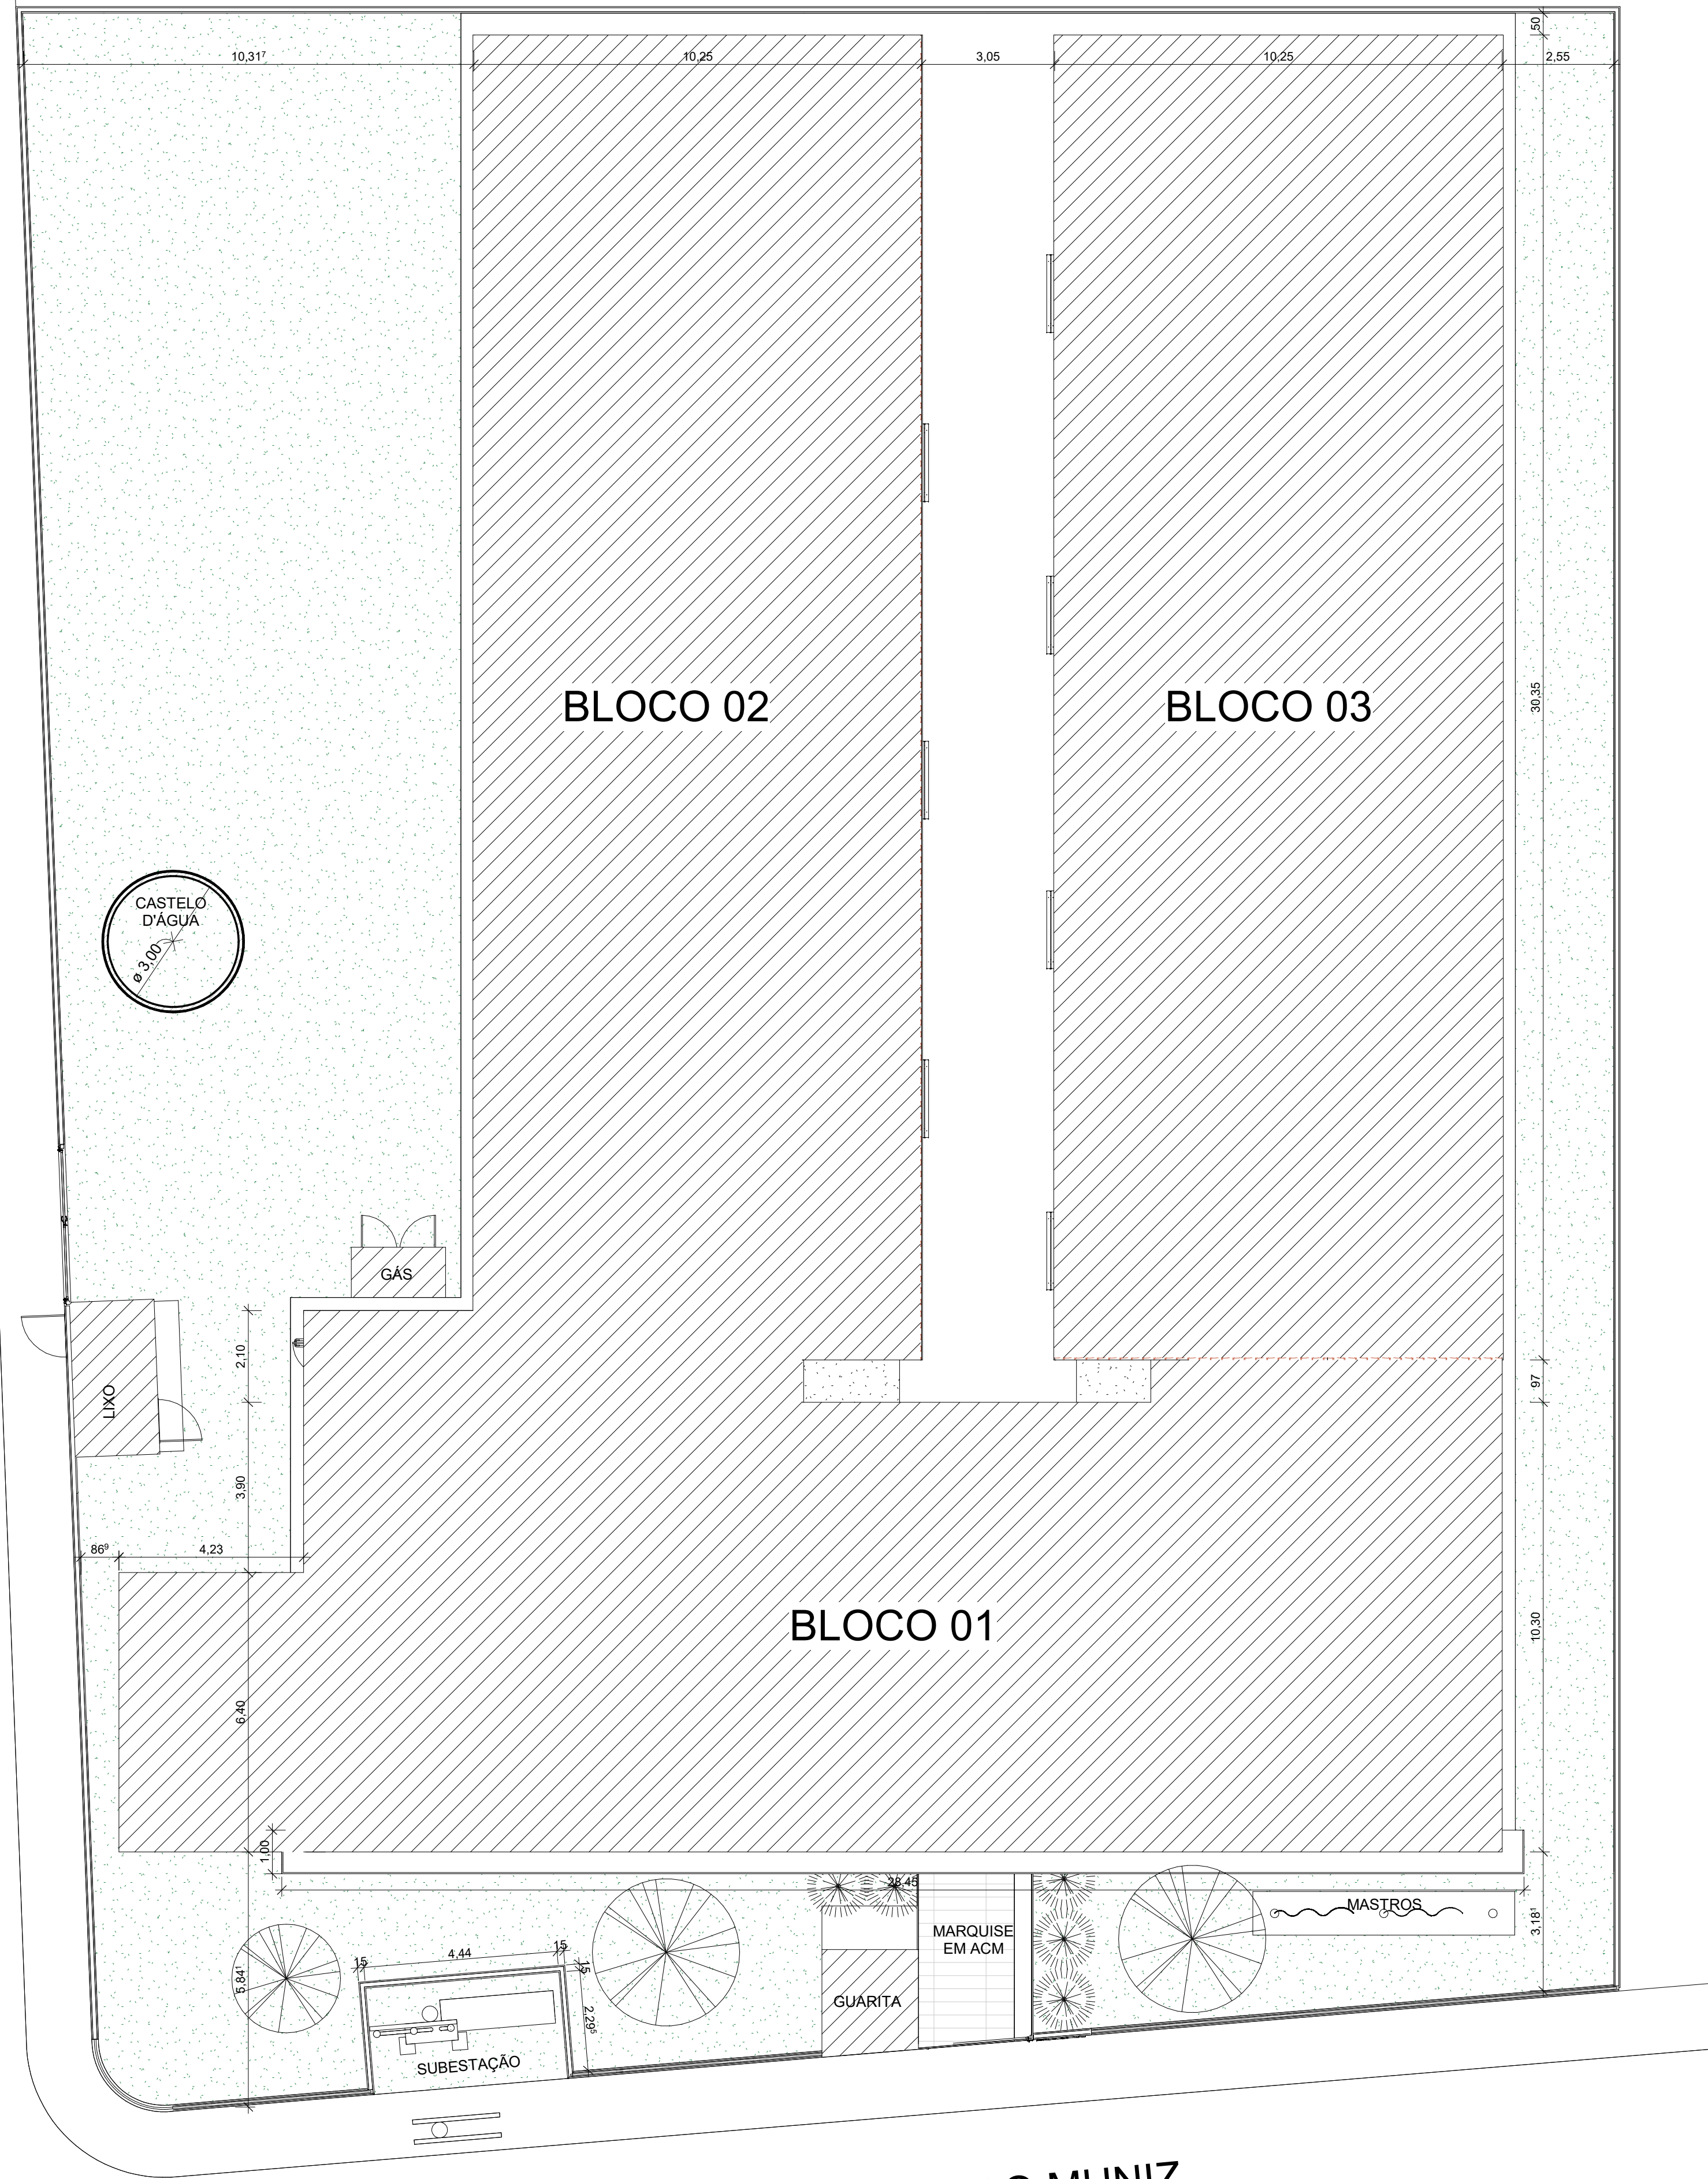 50
10,31⁷
10,25
3,05
10,25
2,55
BLOCO 02
BLOCO 03
30,35
CASTELO
D'ÁGUA
ø 3,00
GÁS
2,10
97
LIXO
3,90
86⁹
4,23
BLOCO 01
10,30
6,40
1,00
28,45
MASTROS
3,18¹
MARQUISE
EM ACM
15
4,44
15
15
5,84¹
GUARITA
2,29⁵
SUBESTAÇÃO
MUNIZ